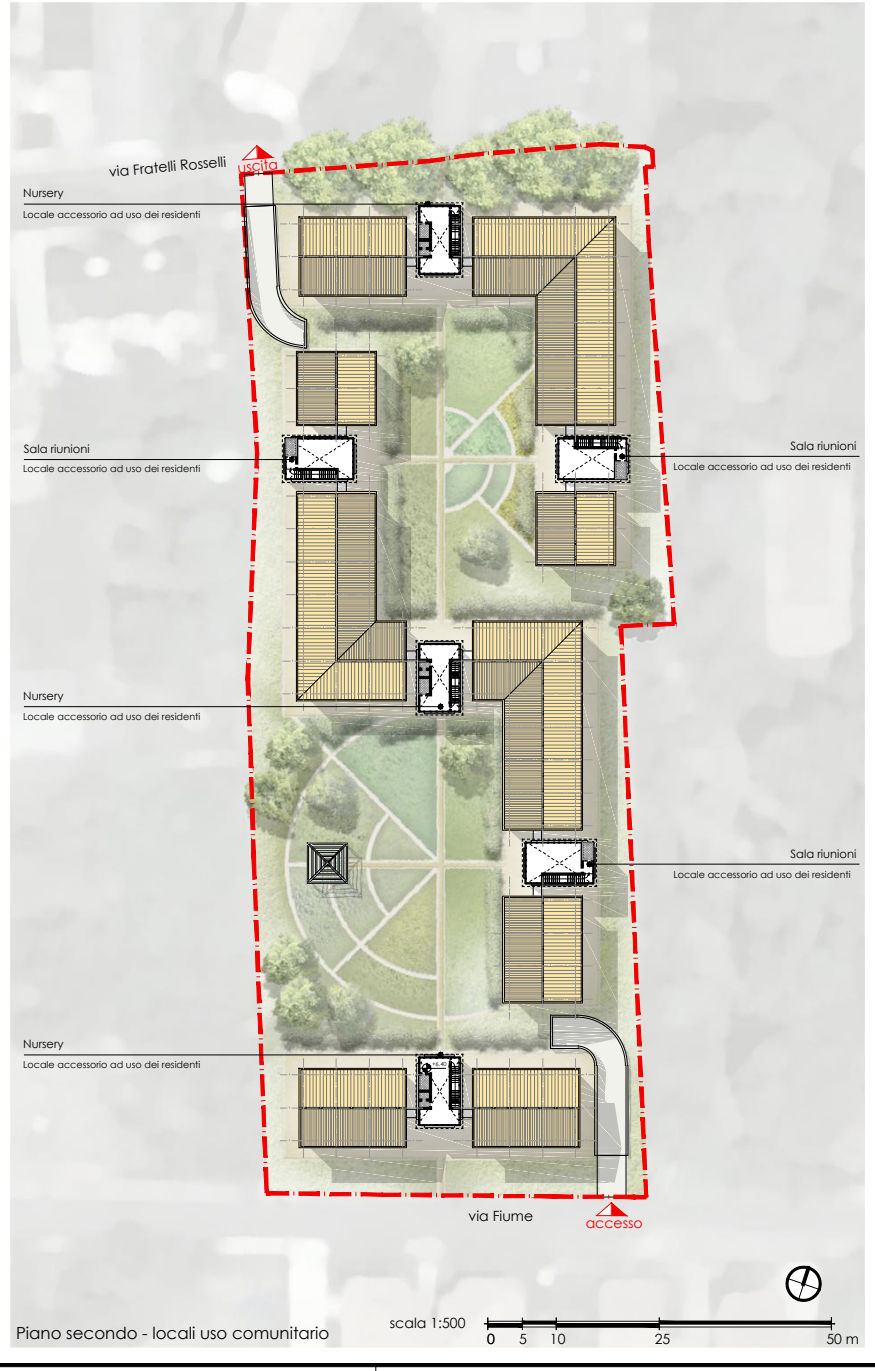 via Fratelli Rosselli
uscita
Nursery
Locale accessorio ad uso dei residenti
Sala riunioni
Locale accessorio ad uso dei residenti
Sala riunioni
Locale accessorio ad uso dei residenti
Nursery
Locale accessorio ad uso dei residenti
Sala riunioni
Locale accessorio ad uso dei residenti
Nursery
Locale accessorio ad uso dei residenti
+6.40
via Fiume
accesso
Piano secondo - locali uso comunitario
scala 1:500
0 5 10 25 50 m